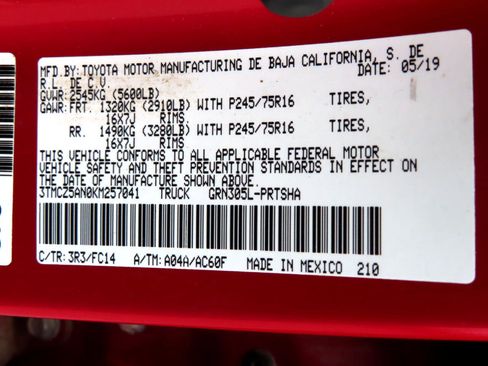 MFD.BY:TOYOTA MOTOR MANUFACTURING DE BAJA CALIFORNIA, S. DE
R.L. DE C.V. DATE: 05/19
GVWR: 2545KG (5600LB)
GAWR:FRT. 1320KG (2910LB) WITH P245/75R16 TIRES,
16X7J RIMS.
RR. 1490KG (3280LB) WITH P245/75R16 TIRES,
16X7J RIMS.
THIS VEHICLE CONFORMS TO ALL APPLICABLE FEDERAL MOTOR
VEHICLE SAFETY AND THEFT PREVENTION STANDARDS IN EFFECT ON
THE DATE OF MANUFACTURE SHOWN ABOVE.
3TMCZ5AN0KM257041 TRUCK GRN305L-PRTSHA
C/TR: 3R3/FC14 A/TM: A04A/AC60F MADE IN MEXICO 210